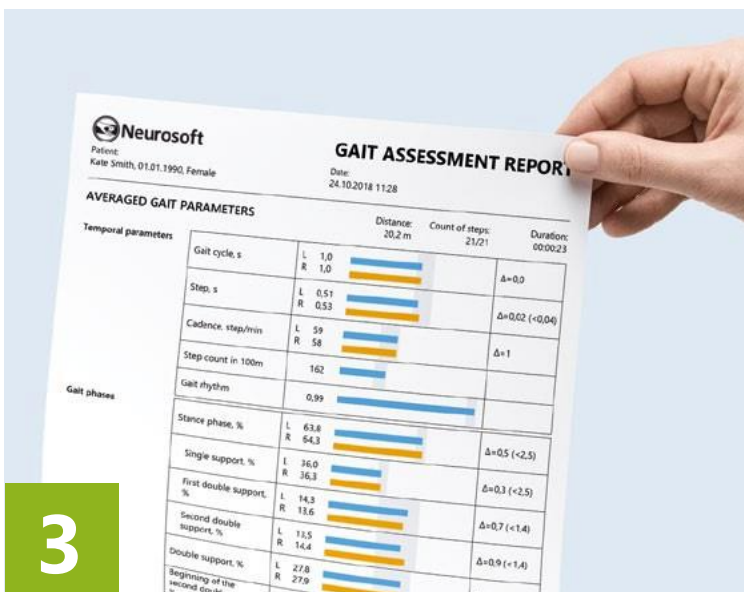 Neurosoft
GAIT ASSESSMENT REPORT
Patient:
Kate Smith, 01.01.1990, Female
Date:
24.10.2018 11:28
AVERAGED GAIT PARAMETERS
Distance: Count of steps: Duration:
20,2 m 21/21 00:00:23
Temporal parameters
Gait cycle, s L 1,0 Δ=0,0
R 1,0
Step, s L 0,51 Δ=0,02 (<0,04)
R 0,53
Cadence, step/min L 59 Δ=1
R 58
Step count in 100m 162
Gait rhythm 0,99
Gait phases
Stance phase, % L 63,8 Δ=0,5 (<2,5)
R 64,3
Single support, % L 36,0 Δ=0,3 (<2,5)
R 36,3
First double support, L 14,3 Δ=0,7 (<1,4)
% R 13,6
Second double L 13,5 Δ=0,9 (<1,4)
support, % R 14,4
Double support, % L 27,8
R 27,9
Beginning of the
second double
3